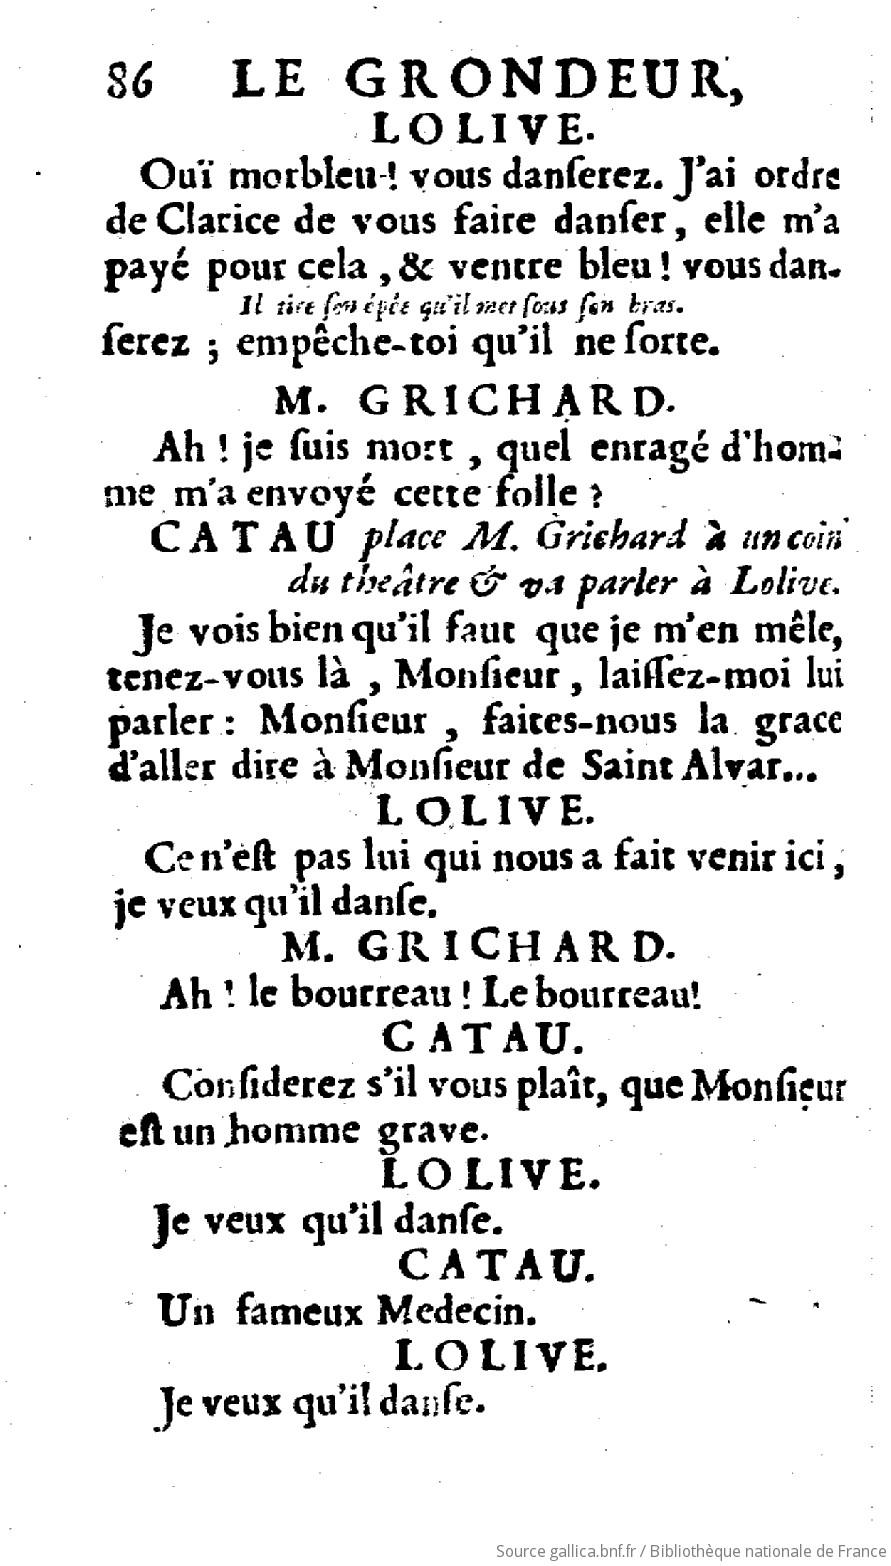 86 LE GRONDEUR,
LOLIVE.
Ouï morbleu ! vous danſerez. J'ai ordre
de Clarice de vous faire danſer, elle m'a
payé pour cela, & ventre bleu ! vous dan-
Il tire ſon épée qu'il met ſous ſon bras.
ſerez ; empêche-toi qu'il ne ſorte.
M. GRICHARD.
Ah ! je ſuis mort, quel enragé d'hom-
me m'a envoyé cette folle ?
CATAU place M. Grichard à un coin
du theâtre & va parler à Lolive.
Je vois bien qu'il faut que je m'en mêle,
tenez-vous là, Monſieur, laiſſez-moi lui
parler : Monſieur, faites-nous la grace
d'aller dire à Monſieur de Saint Alvar...
LOLIVE.
Ce n'eſt pas lui qui nous a fait venir ici,
je veux qu'il danſe.
M. GRICHARD.
Ah ! le bourreau ! Le bourreau!
CATAU.
Conſiderez s'il vous plaît, que Monſieur
eſt un homme grave.
LOLIVE.
Je veux qu'il danſe.
CATAU.
Un fameux Medecin.
LOLIVE.
Je veux qu'il danſe.
Source gallica.bnf.fr / Bibliothèque nationale de France